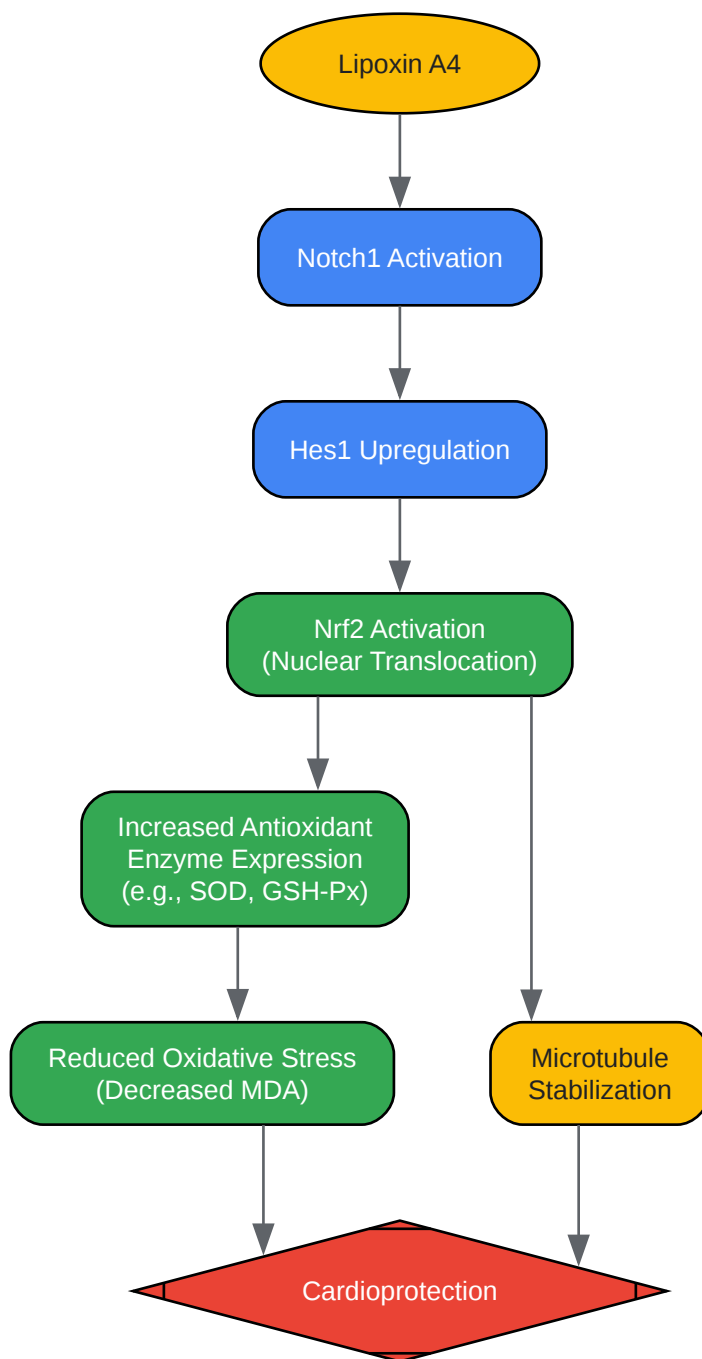 Lipoxin A4
Notch1 Activation
Hes1 Upregulation
Nrf2 Activation
(Nuclear Translocation)
Increased Antioxidant
Enzyme Expression
(e.g., SOD, GSH-Px)
Reduced Oxidative Stress
(Decreased MDA)
Microtubule
Stabilization
Cardioprotection